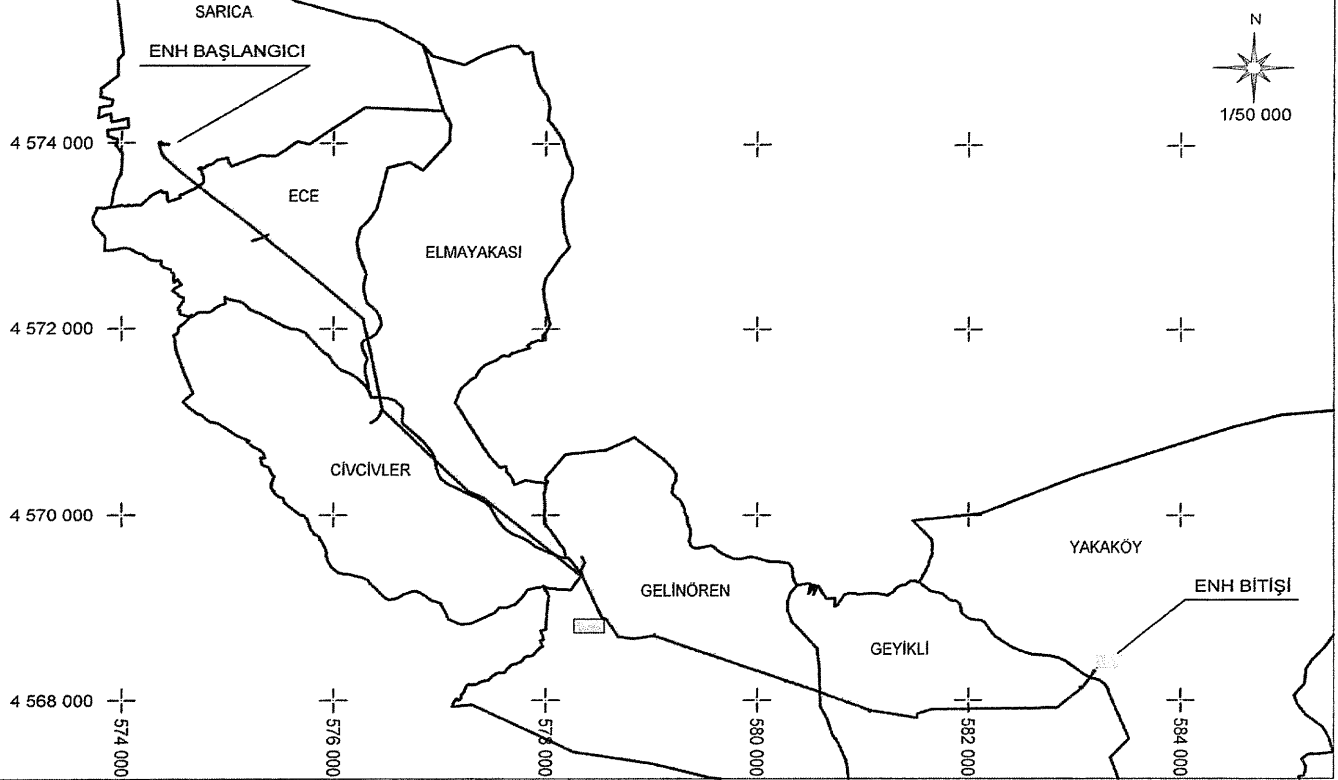 SARICA
N
ENH BAŞLANGICI
1/50 000
4 574 000
ECE
ELMAYAKASI
4 572 000
CİVCİVLER
4 570 000
YAKAKÖY
GELİNÖREN
ENH BİTİŞİ
GEYİKLİ
4 568 000
574 000
576 000
578 000
580 000
582 000
584 000